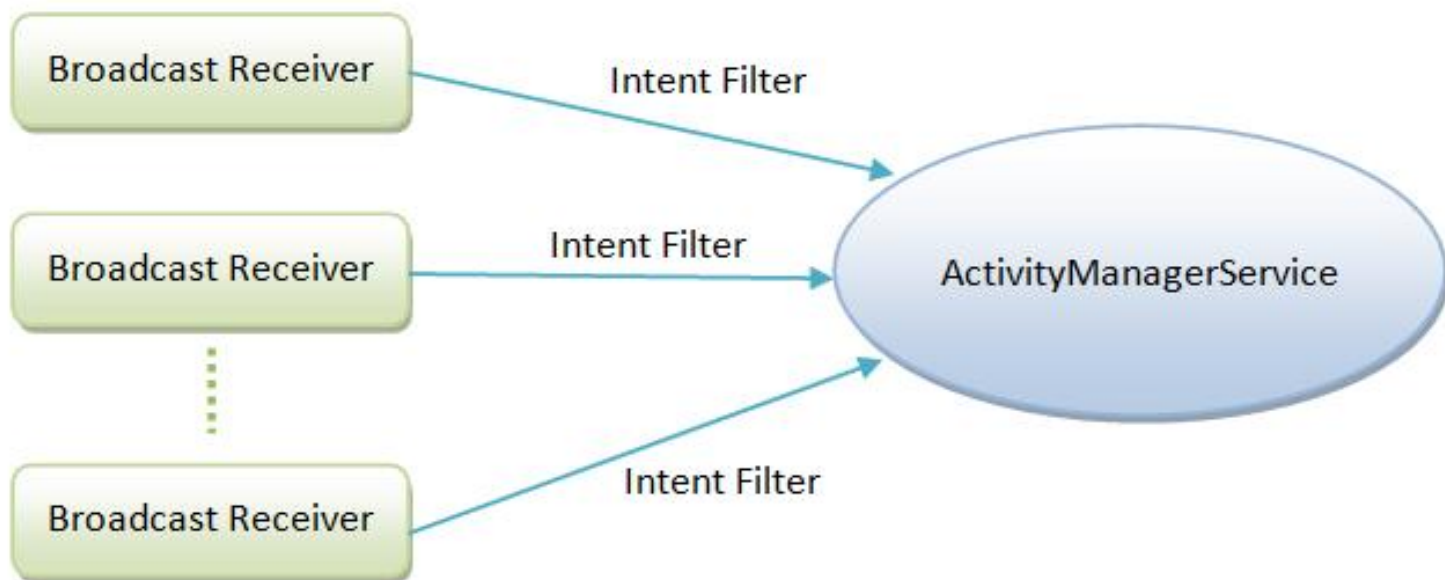 Broadcast Receiver
Intent Filter
Broadcast Receiver
Intent Filter
ActivityManagerService
Broadcast Receiver
Intent Filter